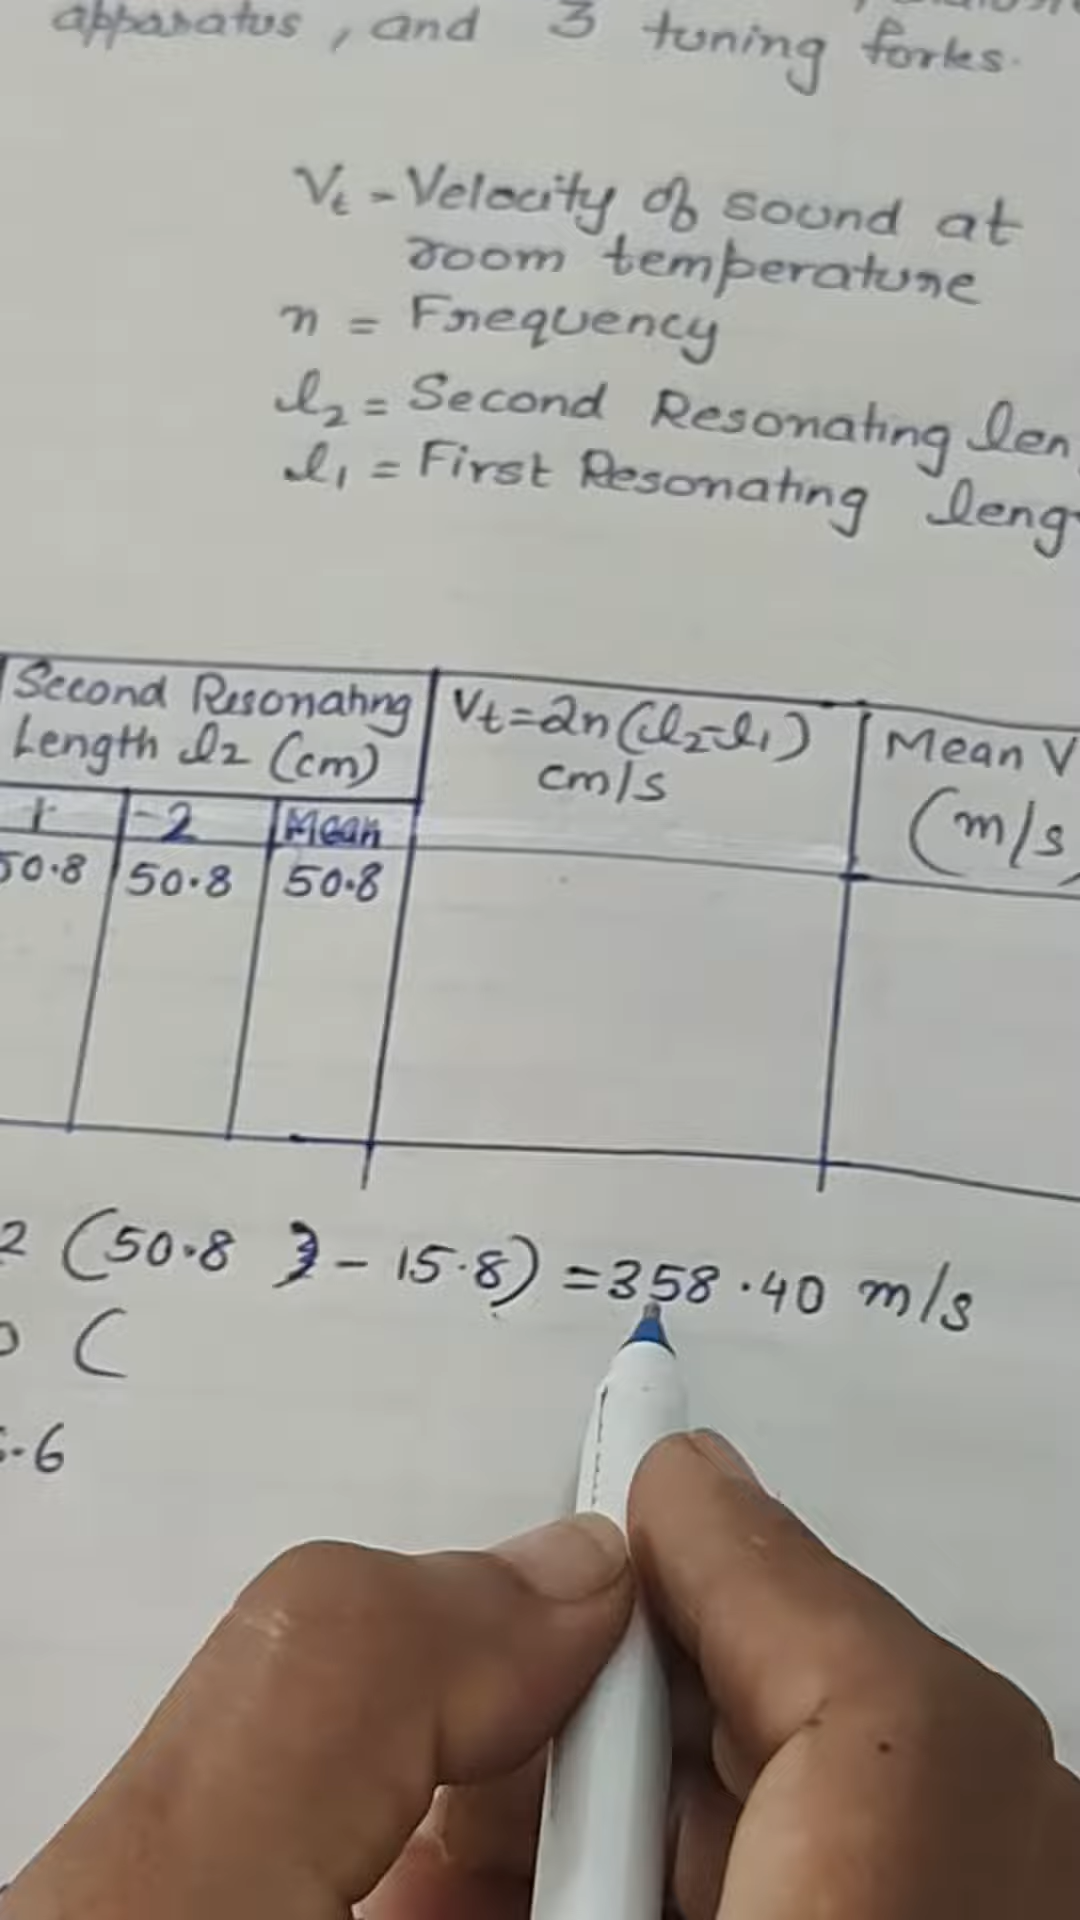 apparatus, and 3 tuning forks.
Vt - Velocity of sound at
room temperature
n = Frequency
l2 = Second Resonating len
l1 = First Resonating leng
Second Resonating
Length l2 (cm)
Vt=2n(l2-l1)
cm/s
Mean V
(m/s)
1 2 Mean
50.8 50.8 50.8
2 (50.8 - 15.8) = 358.40 m/s
(
.6